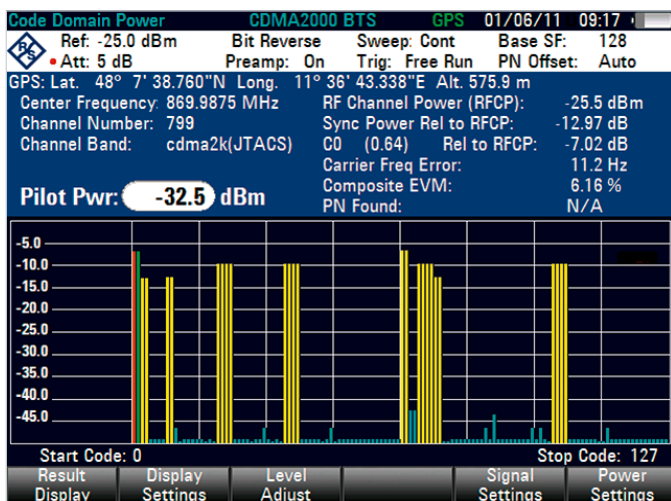 Code Domain Power CDMA2000 BTS GPS 01/06/11 09:17
R S Ref: -25.0 dBm Bit Reverse Sweep: Cont Base SF: 128
Att: 5 dB Preamp: On Trig: Free Run PN Offset: Auto
GPS: Lat. 48° 7' 38.760"N Long. 11° 36' 43.338"E Alt. 575.9 m
Center Frequency: 869.9875 MHz RF Channel Power (RFCP): -25.5 dBm
Channel Number: 799 Sync Power Rel to RFCP: -12.97 dB
Channel Band: cdma2k(JTACS) C0 (0.64) Rel to RFCP: -7.02 dB
Carrier Freq Error: 11.2 Hz
Composite EVM: 6.16 %
Pilot Pwr: -32.5 dBm
PN Found: N/A
-5.0
-10.0
-15.0
-20.0
-25.0
-30.0
-35.0
-40.0
-45.0
Start Code: 0 Stop Code: 127
Result Display Display Settings Level Adjust Signal Settings Power Settings